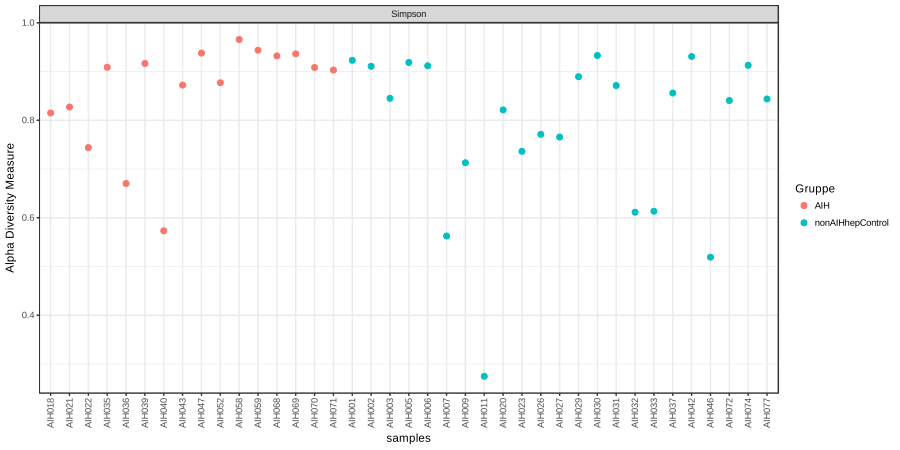 Simpson
1.0
0.8
0.6
0.4
Alpha Diversity Measure
AIH018
AIH021
AIH022
AIH035
AIH036
AIH039
AIH040
AIH043
AIH047
AIH052
AIH058
AIH059
AIH068
AIH069
AIH070
AIH071
AIH001
AIH002
AIH003
AIH005
AIH006
AIH007
AIH009
AIH011
AIH020
AIH023
AIH026
AIH027
AIH029
AIH030
AIH031
AIH032
AIH033
AIH037
AIH042
AIH046
AIH072
AIH074
AIH077
samples
Gruppe
AIH
nonAIHhepControl